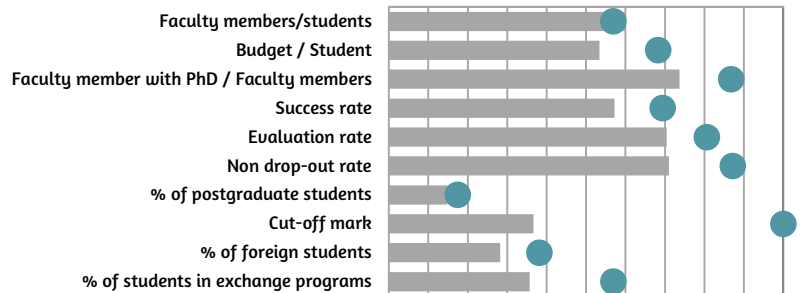 Faculty members/students
Budget / Student
Faculty member with PhD / Faculty members
Success rate
Evaluation rate
Non drop-out rate
% of postgraduate students
Cut-off mark
% of foreign students
% of students in exchange programs